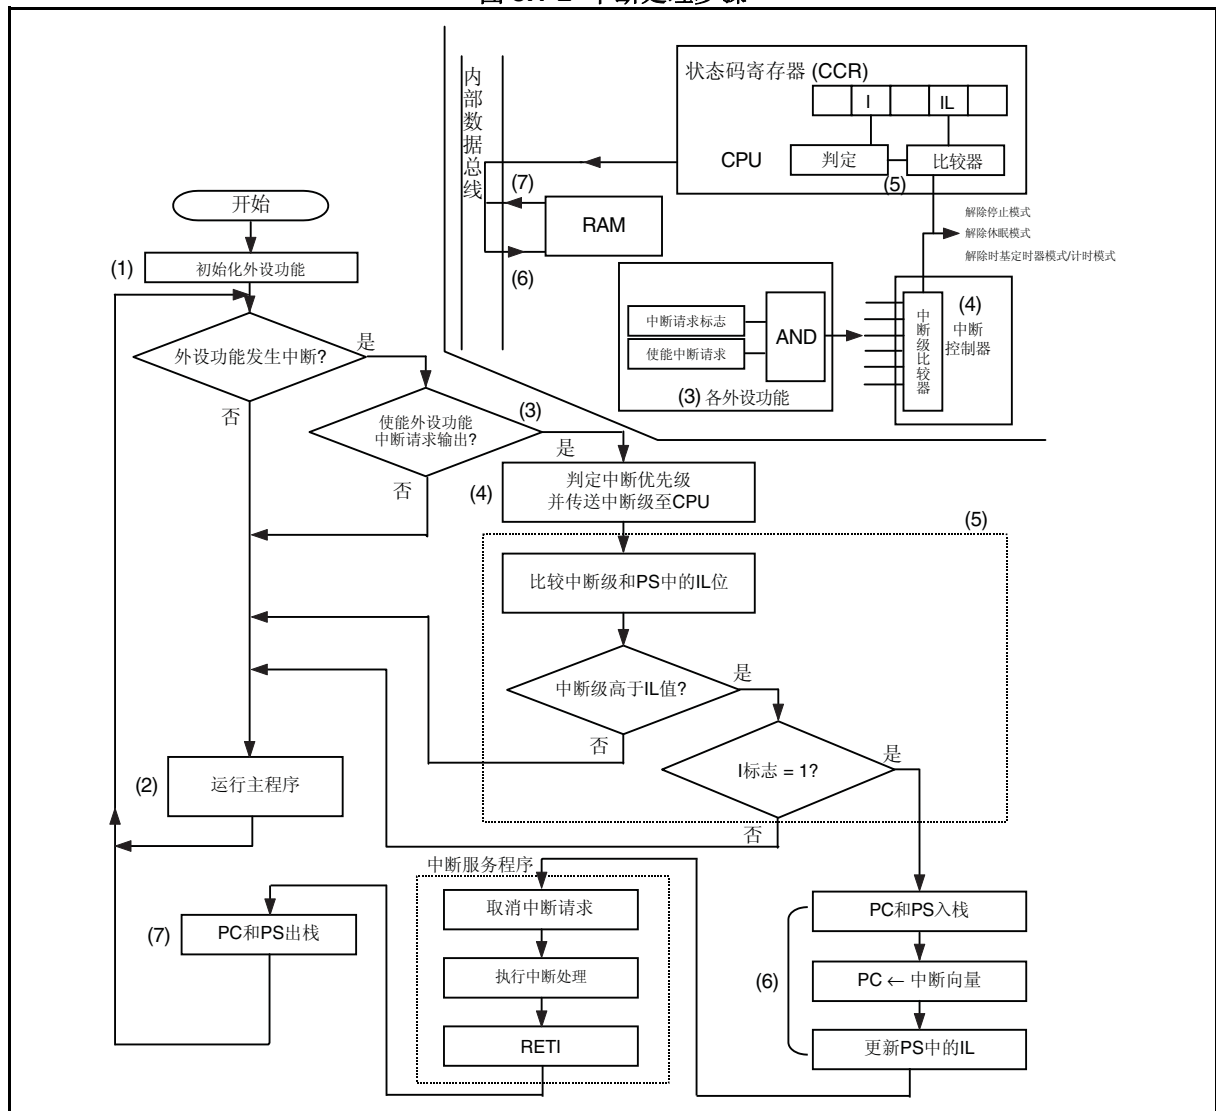 内部数据总线
状态码寄存器 (CCR)
I
IL
CPU
判定
比较器
(5)
(7)
RAM
(6)
解除停止模式
解除休眠模式
解除时基定时器模式/计时模式
中断请求标志
使能中断请求
AND
(3) 各外设功能
中断级比较器
(4)
中断
控制器
开始
(1)
初始化外设功能
外设功能发生中断?
是
否
使能外设功能
中断请求输出?
(3)
是
否
(4)
判定中断优先级
并传送中断级至CPU
(5)
比较中断级和PS中的IL位
中断级高于IL值?
是
否
I标志 = 1?
是
否
(2)
运行主程序
中断服务程序
取消中断请求
执行中断处理
RETI
(7)
PC和PS出栈
(6)
PC和PS入栈
PC ← 中断向量
更新PS中的IL